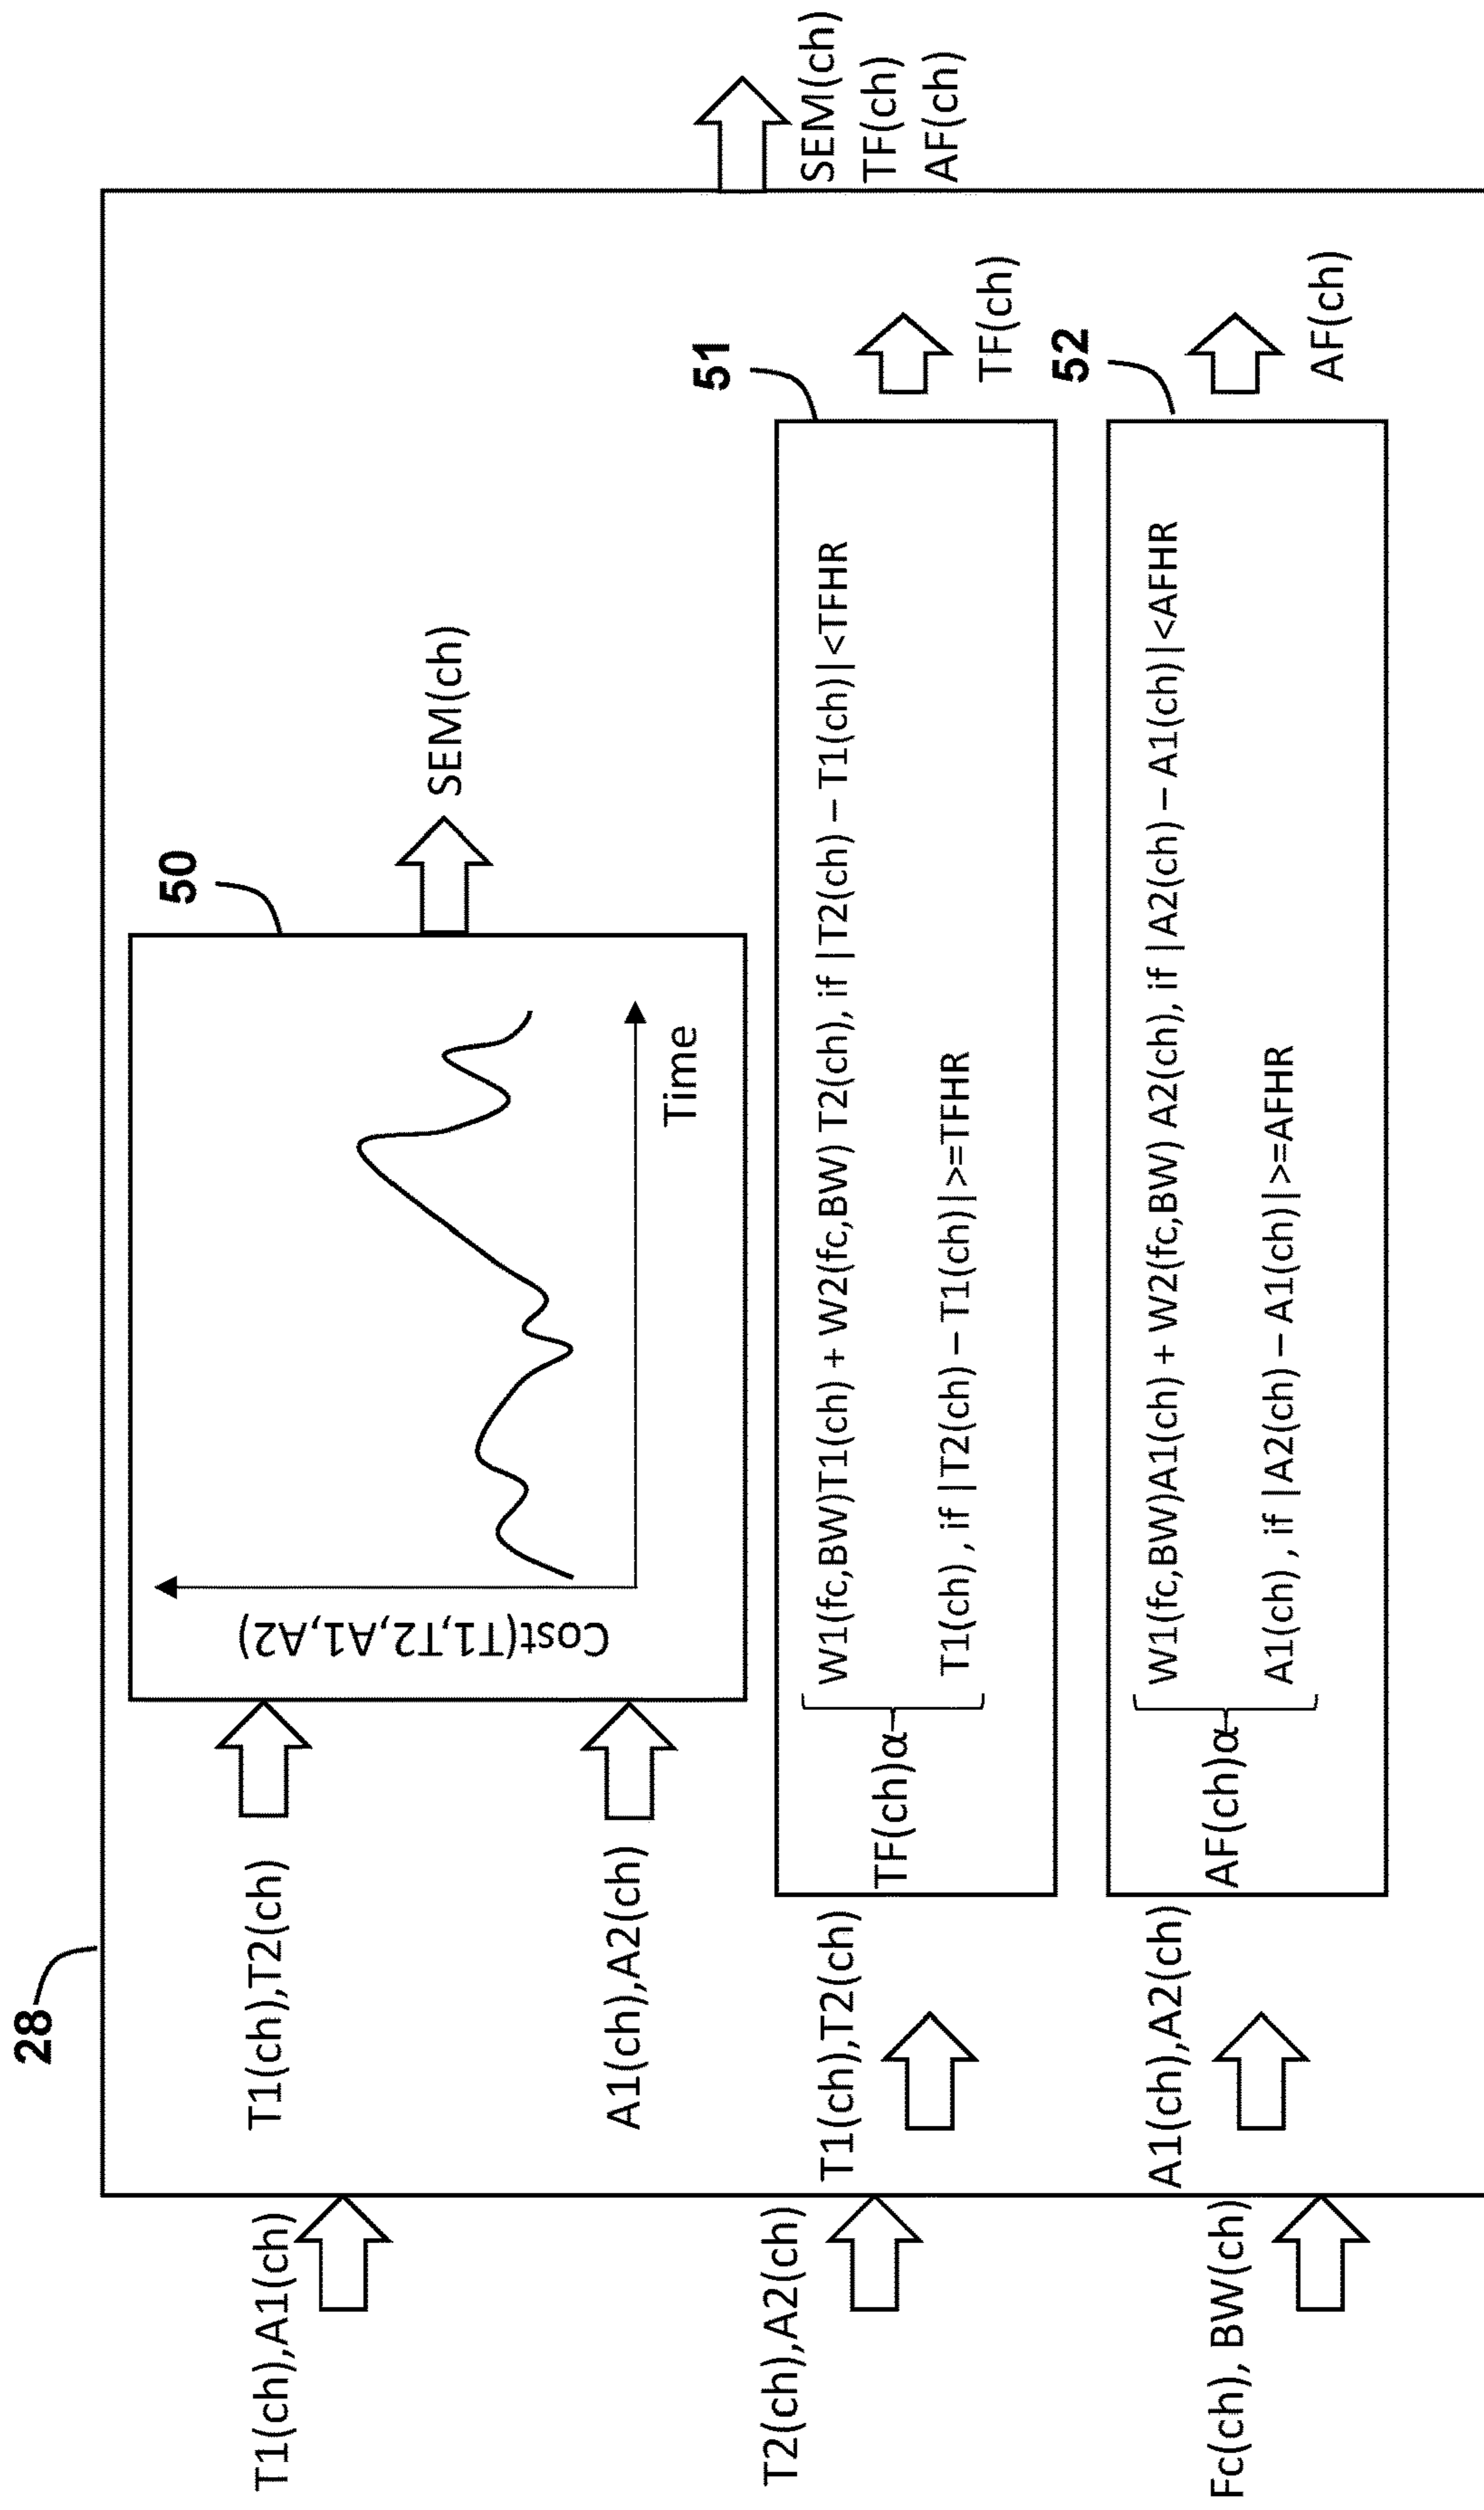 28
T1(ch),A1(ch)
T2(ch),A2(ch)
Fc(ch), BW(ch)
T1(ch),T2(ch)
A1(ch),A2(ch)
50
Cost(T1,T2,A1,A2)
Time
SEM(ch)
T1(ch),T2(ch)
51
TF(ch)α
W1(fc,BW)T1(ch) + W2(fc,BW) T2(ch), if |T2(ch) – T1(ch)|<TFHR
T1(ch) , if |T2(ch) – T1(ch)|>=TFHR
TF(ch)
A1(ch),A2(ch)
52
AF(ch)α
W1(fc,BW)A1(ch) + W2(fc,BW) A2(ch), if |A2(ch) – A1(ch)|<AFHR
A1(ch) , if |A2(ch) – A1(ch)|>=AFHR
AF(ch)
SEM(ch)
TF(ch)
AF(ch)